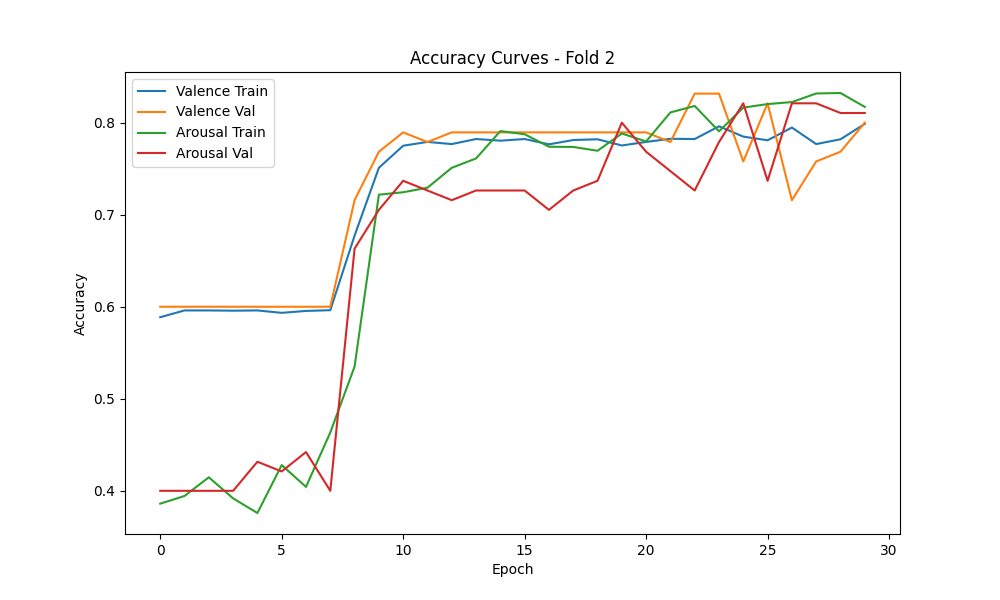 Accuracy Curves - Fold 2
Valence Train
Valence Val
Arousal Train
Arousal Val
0.8
0.7
0.6
0.5
0.4
Accuracy
0
5
10
15
20
25
30
Epoch